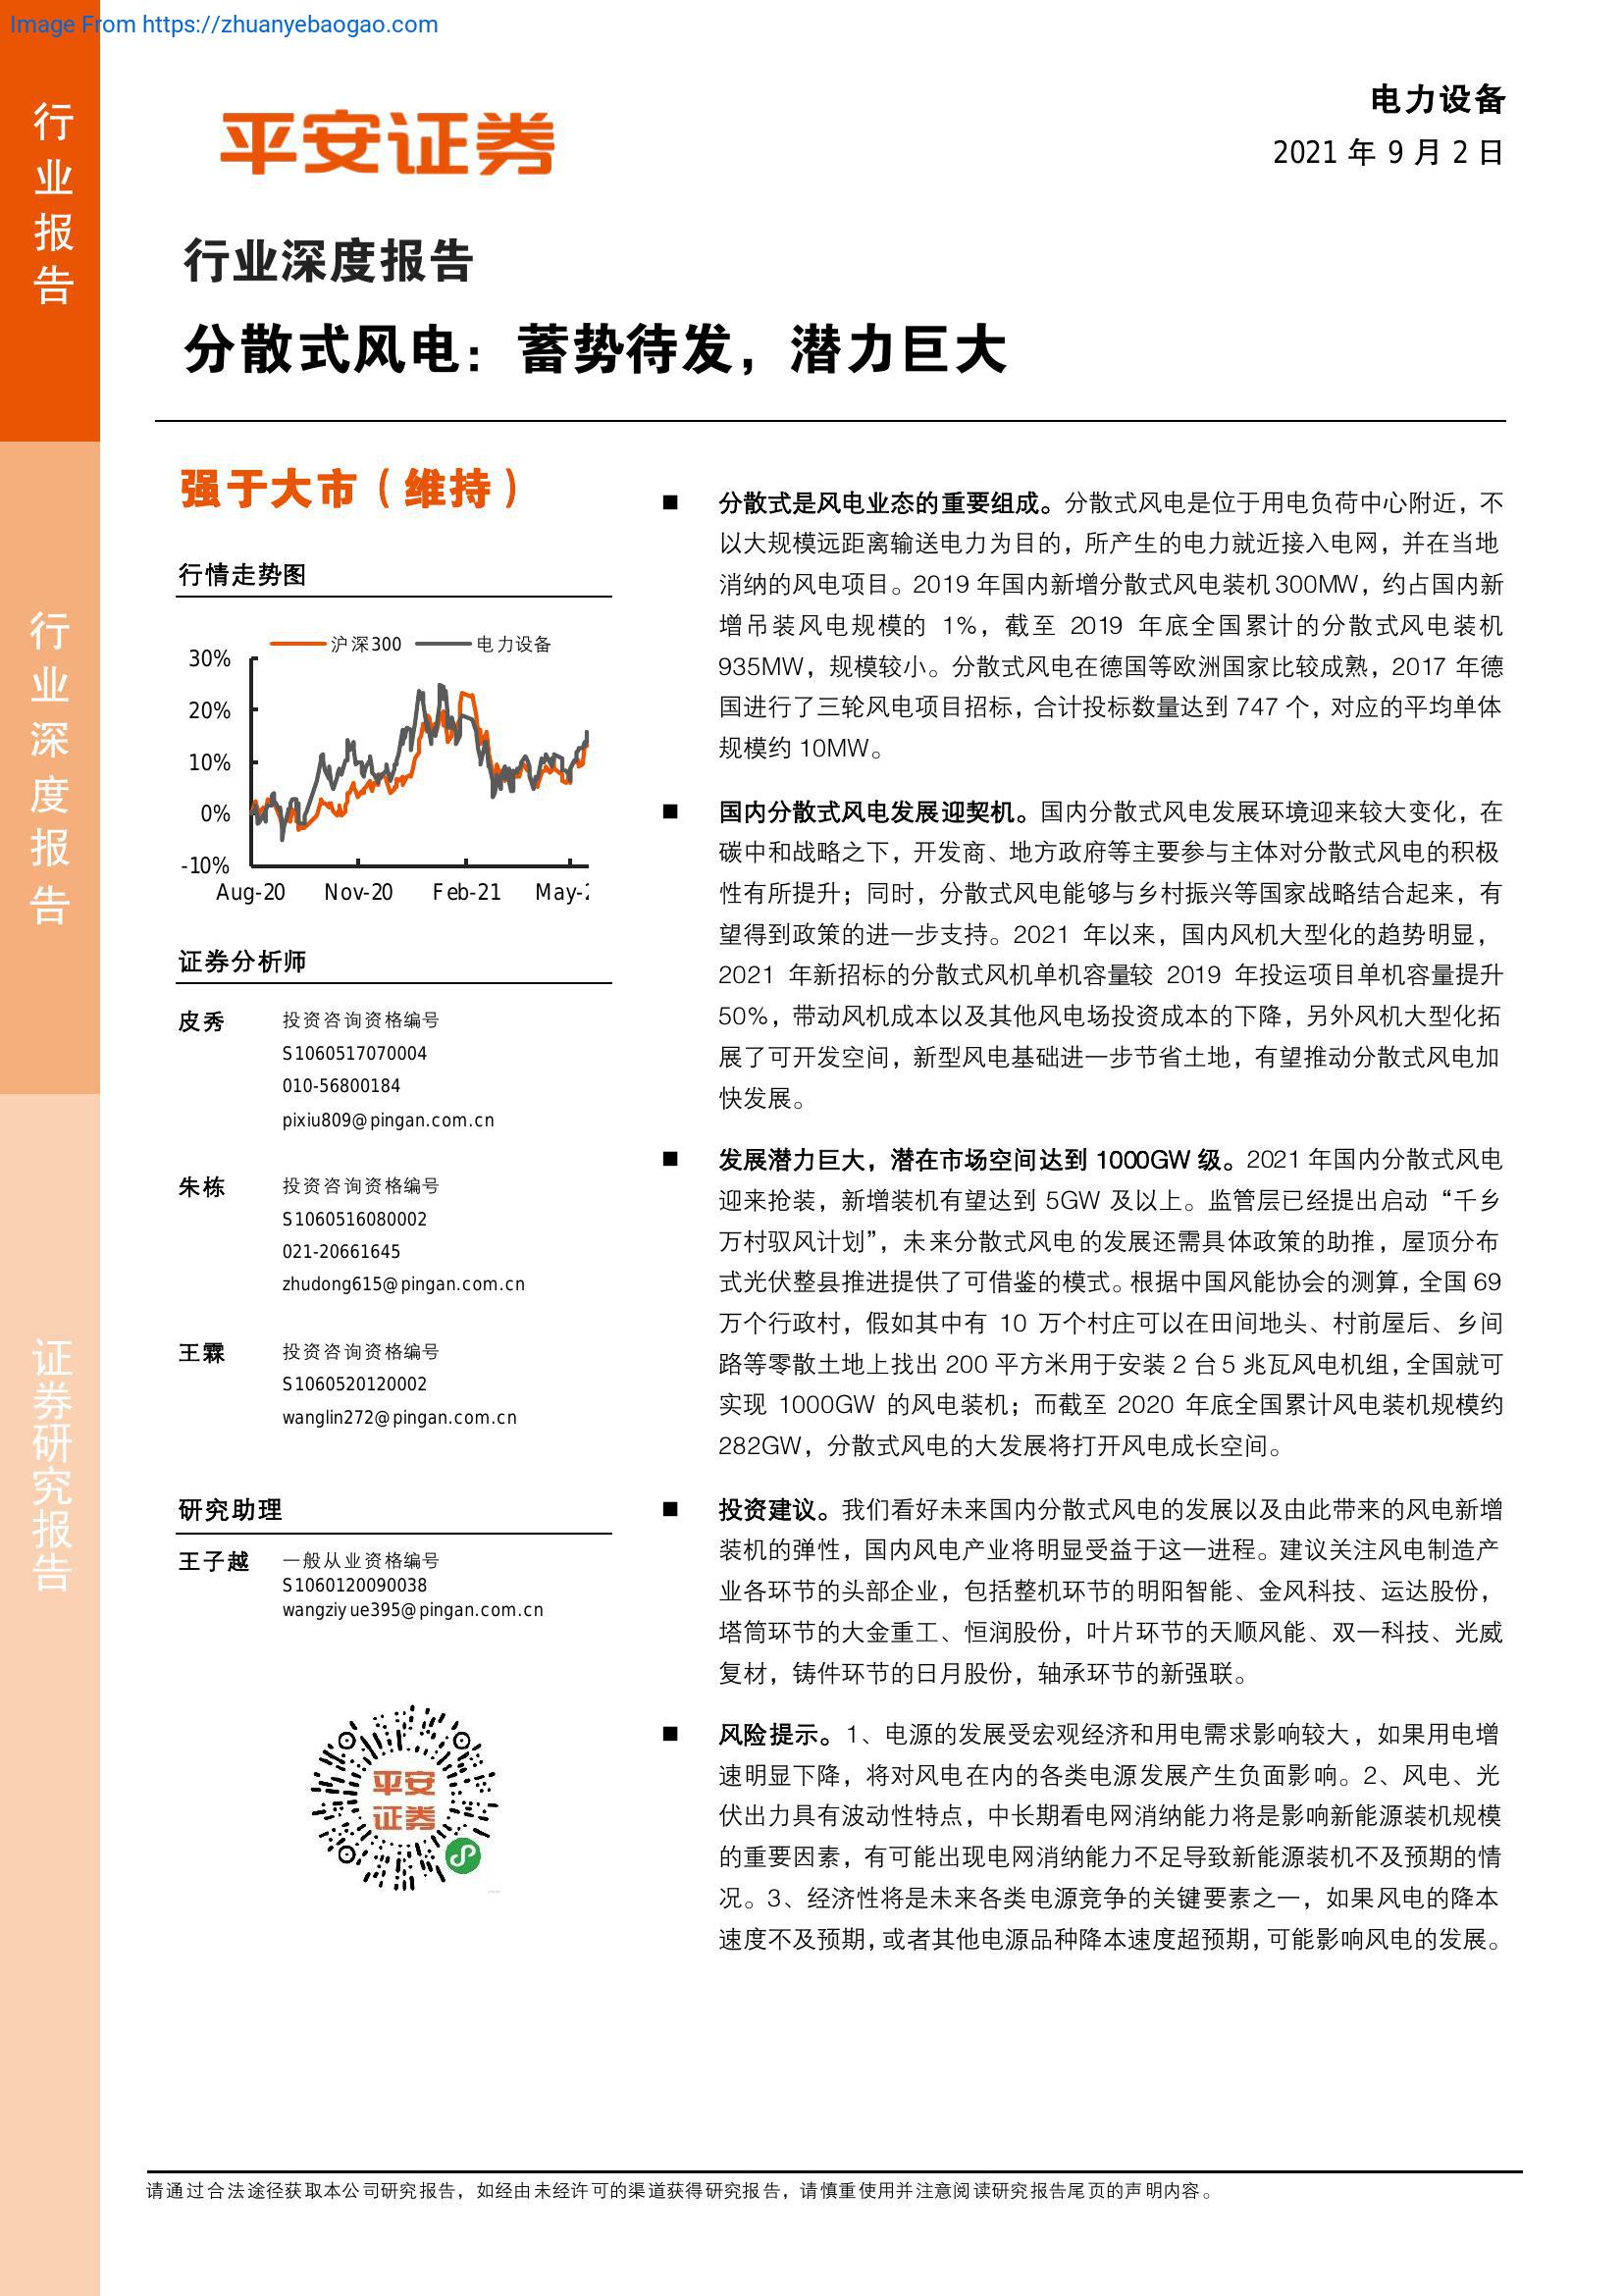 Image From https://zhuanyebaogao.com
行业报告
行业深度报告
证券研究报告
平安证券
电力设备
2021 年 9 月 2 日
行业深度报告
分散式风电：蓄势待发，潜力巨大
强于大市（维持）
行情走势图
沪深300 电力设备
30%
20%
10%
0%
-10%
Aug-20 Nov-20 Feb-21 May-2
证券分析师
皮秀 投资咨询资格编号
S1060517070004
010-56800184
pixiu809@pingan.com.cn
朱栋 投资咨询资格编号
S1060516080002
021-20661645
zhudong615@pingan.com.cn
王霖 投资咨询资格编号
S1060520120002
wanglin272@pingan.com.cn
研究助理
王子越 一般从业资格编号
S1060120090038
wangziyue395@pingan.com.cn
平安
证券
■ 分散式是风电业态的重要组成。分散式风电是位于用电负荷中心附近，不
以大规模远距离输送电力为目的，所产生的电力就近接入电网，并在当地
消纳的风电项目。2019 年国内新增分散式风电装机 300MW，约占国内新
增吊装风电规模的 1%，截至 2019 年底全国累计的分散式风电装机
935MW，规模较小。分散式风电在德国等欧洲国家比较成熟，2017 年德
国进行了三轮风电项目招标，合计投标数量达到 747 个，对应的平均单体
规模约 10MW。
■ 国内分散式风电发展迎契机。国内分散式风电发展环境迎来较大变化，在
碳中和战略之下，开发商、地方政府等主要参与主体对分散式风电的积极
性有所提升；同时，分散式风电能够与乡村振兴等国家战略结合起来，有
望得到政策的进一步支持。2021 年以来，国内风机大型化的趋势明显，
2021 年新招标的分散式风机单机容量较 2019 年投运项目单机容量提升
50%，带动风机成本以及其他风电场投资成本的下降，另外风机大型化拓
展了可开发空间，新型风电基础进一步节省土地，有望推动分散式风电加
快发展。
■ 发展潜力巨大，潜在市场空间达到 1000GW 级。2021 年国内分散式风电
迎来抢装，新增装机有望达到 5GW 及以上。监管层已经提出启动“千乡
万村驭风计划”，未来分散式风电的发展还需具体政策的助推，屋顶分布
式光伏整县推进提供了可借鉴的模式。根据中国风能协会的测算，全国 69
万个行政村，假如其中有 10 万个村庄可以在田间地头、村前屋后、乡间
路等零散土地上找出 200 平方米用于安装 2 台 5 兆瓦风电机组，全国就可
实现 1000GW 的风电装机；而截至 2020 年底全国累计风电装机规模约
282GW，分散式风电的大发展将打开风电成长空间。
■ 投资建议。我们看好未来国内分散式风电的发展以及由此带来的风电新增
装机的弹性，国内风电产业将明显受益于这一进程。建议关注风电制造产
业各环节的头部企业，包括整机环节的明阳智能、金风科技、运达股份，
塔筒环节的大金重工、恒润股份，叶片环节的天顺风能、双一科技、光威
复材，铸件环节的日月股份，轴承环节的新强联。
■ 风险提示。1、电源的发展受宏观经济和用电需求影响较大，如果用电增
速明显下降，将对风电在内的各类电源发展产生负面影响。2、风电、光
伏出力具有波动性特点，中长期看电网消纳能力将是影响新能源装机规模
的重要因素，有可能出现电网消纳能力不足导致新能源装机不及预期的情
况。3、经济性将是未来各类电源竞争的关键要素之一，如果风电的降本
速度不及预期，或者其他电源品种降本速度超预期，可能影响风电的发展。
请通过合法途径获取本公司研究报告，如经由未经许可的渠道获得研究报告，请慎重使用并注意阅读研究报告尾页的声明内容。